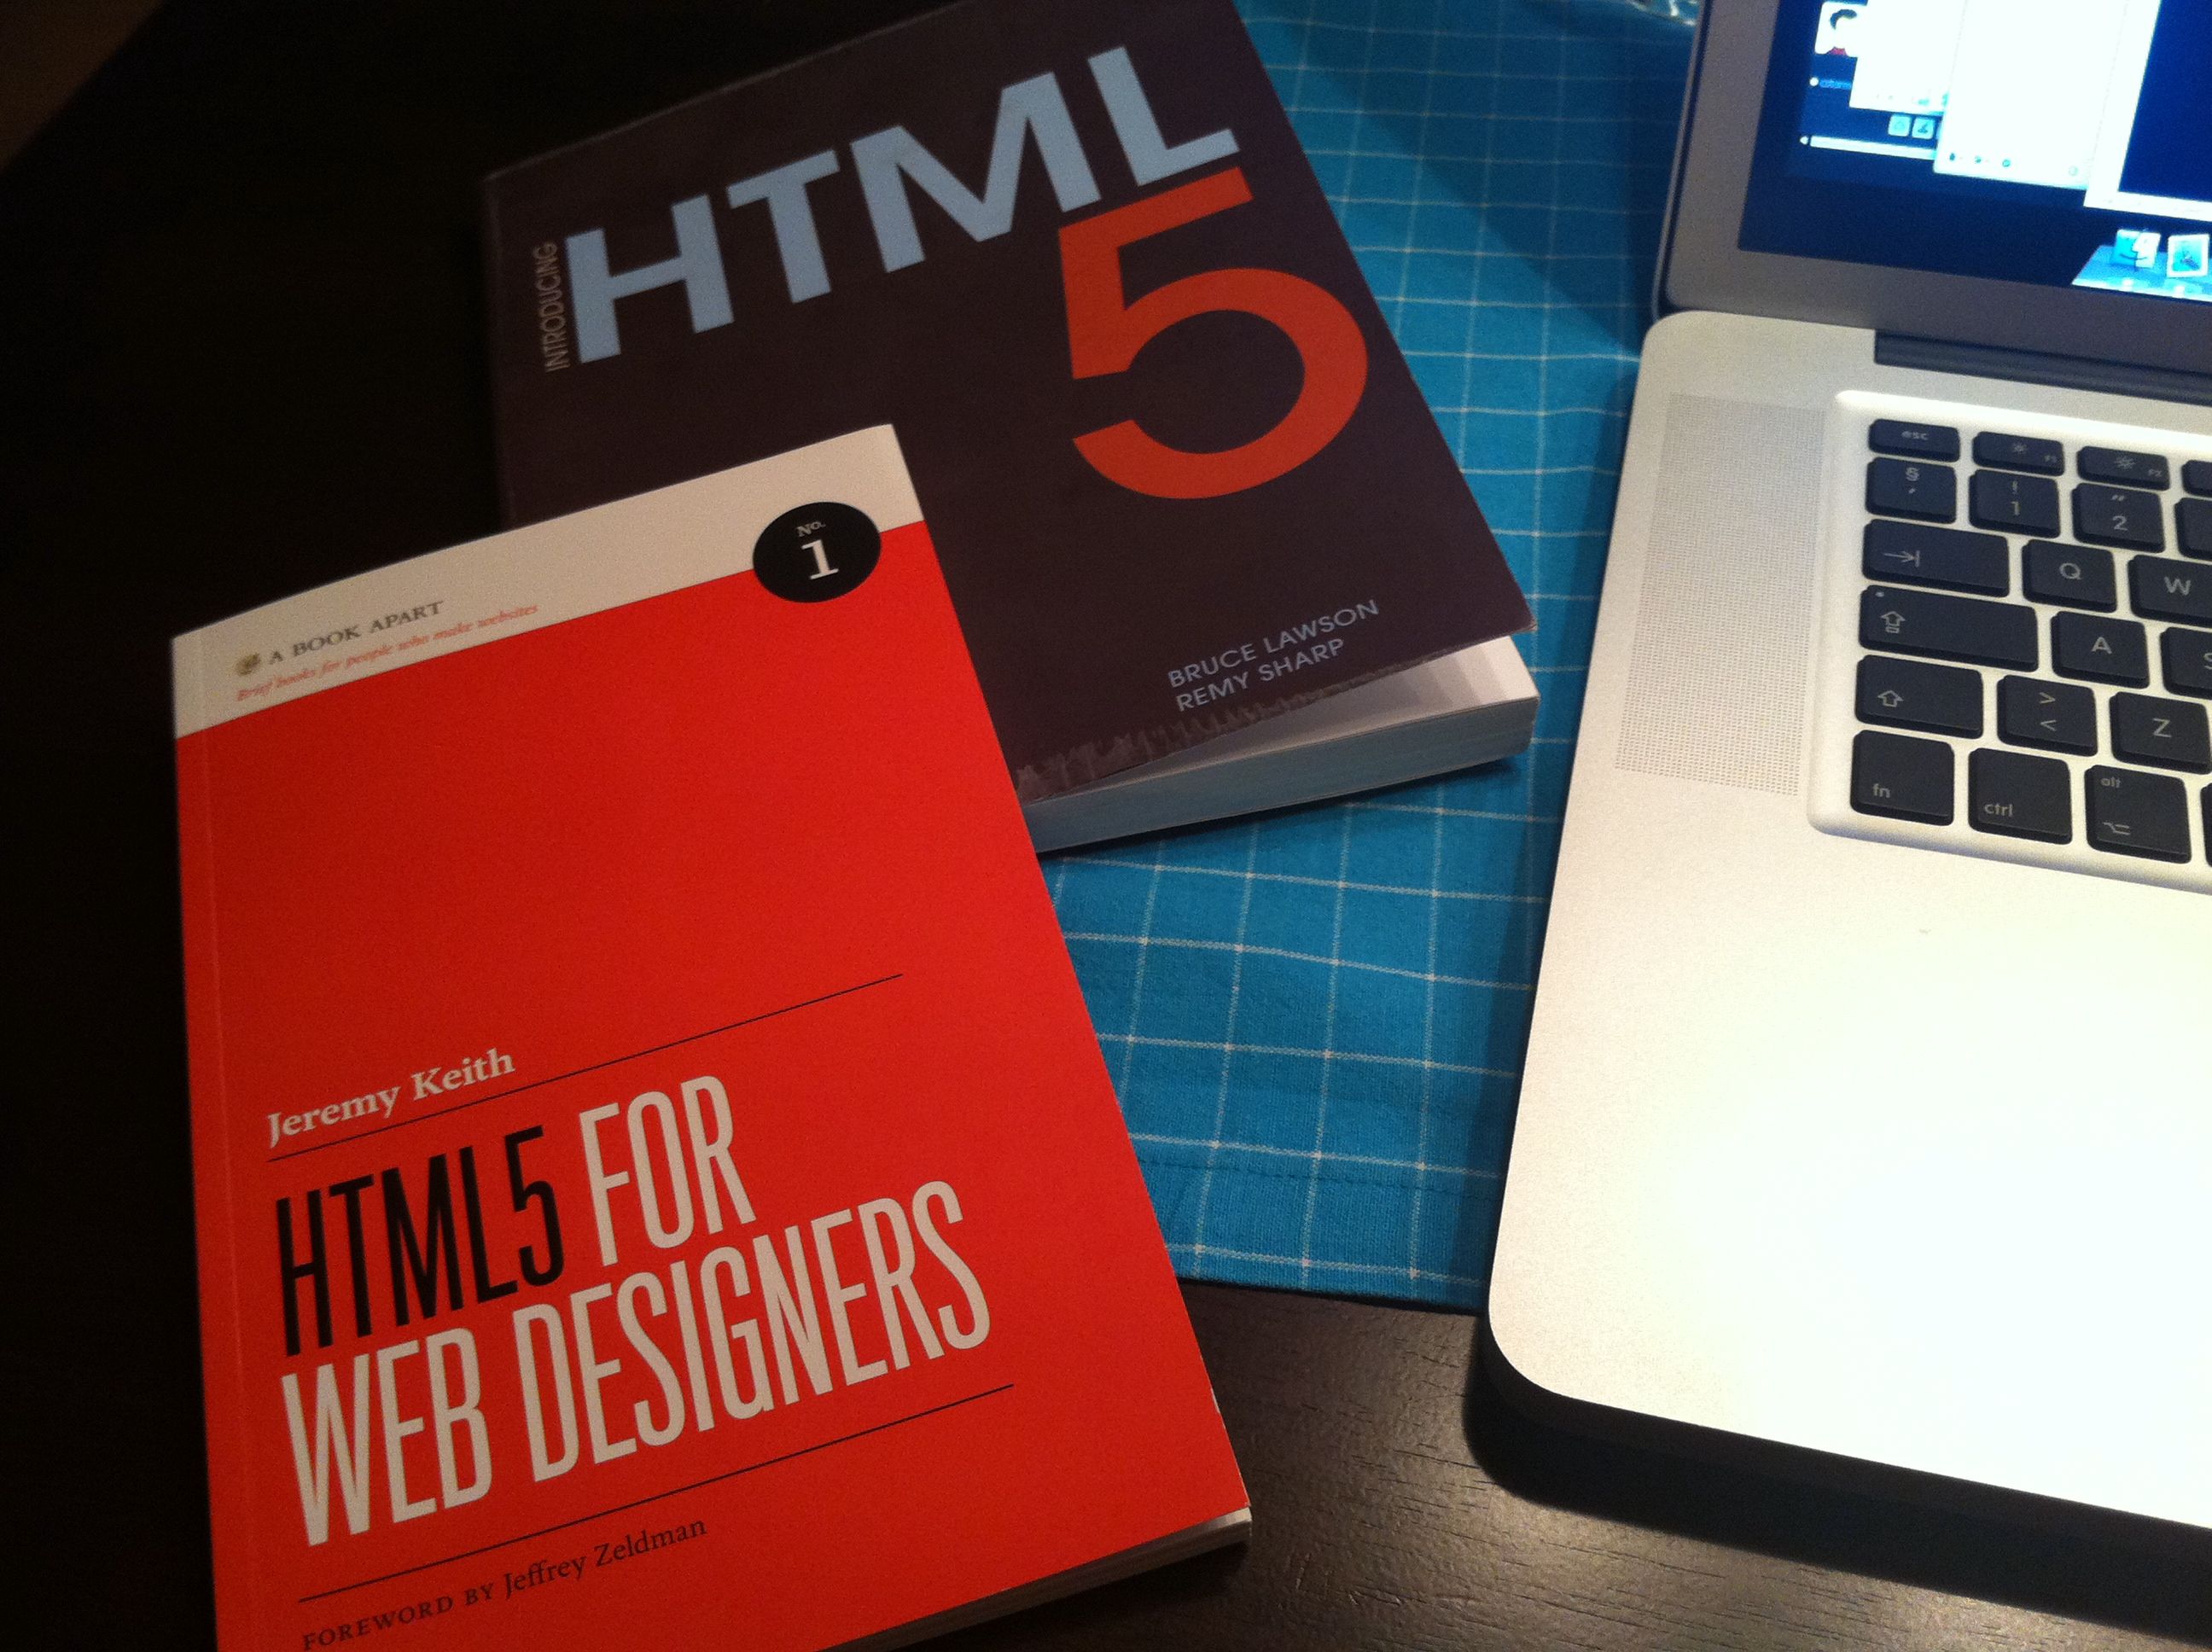 INTRODUCING
HTML
5
BRUCE LAWSON
REMY SHARP
A BOOK APART
Brief books for people who make websites
No.
1
Jeremy Keith
HTML5 FOR
WEB DESIGNERS
FOREWORD BY Jeffrey Zeldman
esc
F1
F2
§
'
!
1
"
2
Q
W
A
S
>
<
Z
fn
ctrl
alt